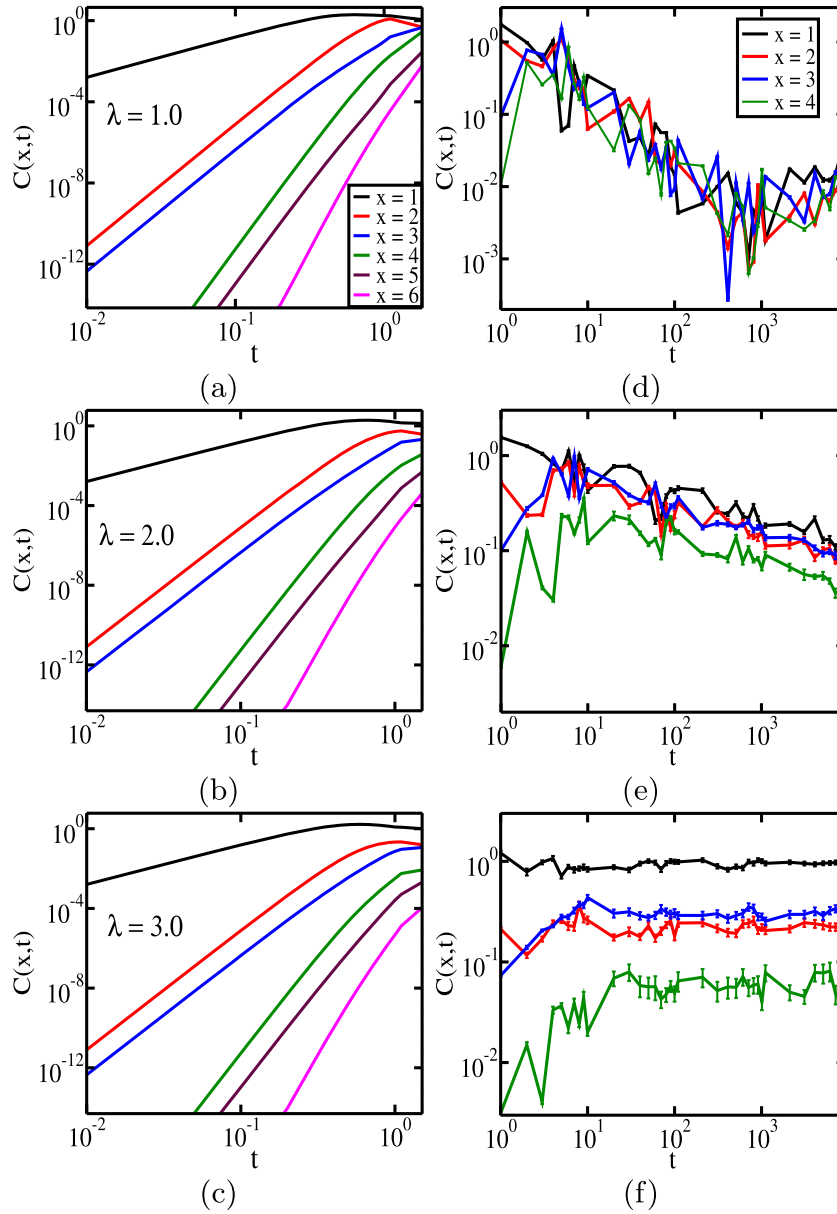 C(x,t)
10^0
10^-4
10^-8
10^-12
λ = 1.0
x = 1
x = 2
x = 3
x = 4
x = 5
x = 6
10^-2 10^-1 10^0
t
(a)
C(x,t)
10^0
10^-1
10^-2
10^-3
x = 1
x = 2
x = 3
x = 4
10^0 10^1 10^2 10^3
t
(d)
C(x,t)
10^0
10^-4
10^-8
10^-12
λ = 2.0
10^-2 10^-1 10^0
t
(b)
C(x,t)
10^0
10^-1
10^-2
10^0 10^1 10^2 10^3
t
(e)
C(x,t)
10^0
10^-4
10^-8
10^-12
λ = 3.0
10^-2 10^-1 10^0
t
(c)
C(x,t)
10^0
10^-1
10^-2
10^0 10^1 10^2 10^3
t
(f)